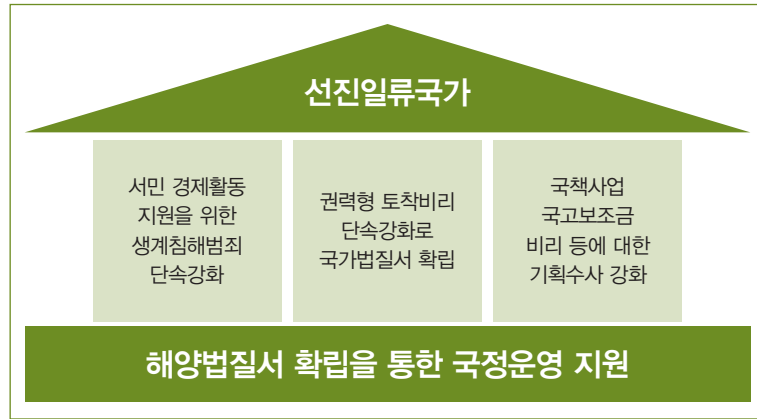 선진일류국가
서민 경제활동
지원을 위한
생계침해범죄
단속강화
권력형 토착비리
단속강화로
국가법질서 확립
국책사업
국고보조금
비리 등에 대한
기획수사 강화
해양법질서 확립을 통한 국정운영 지원